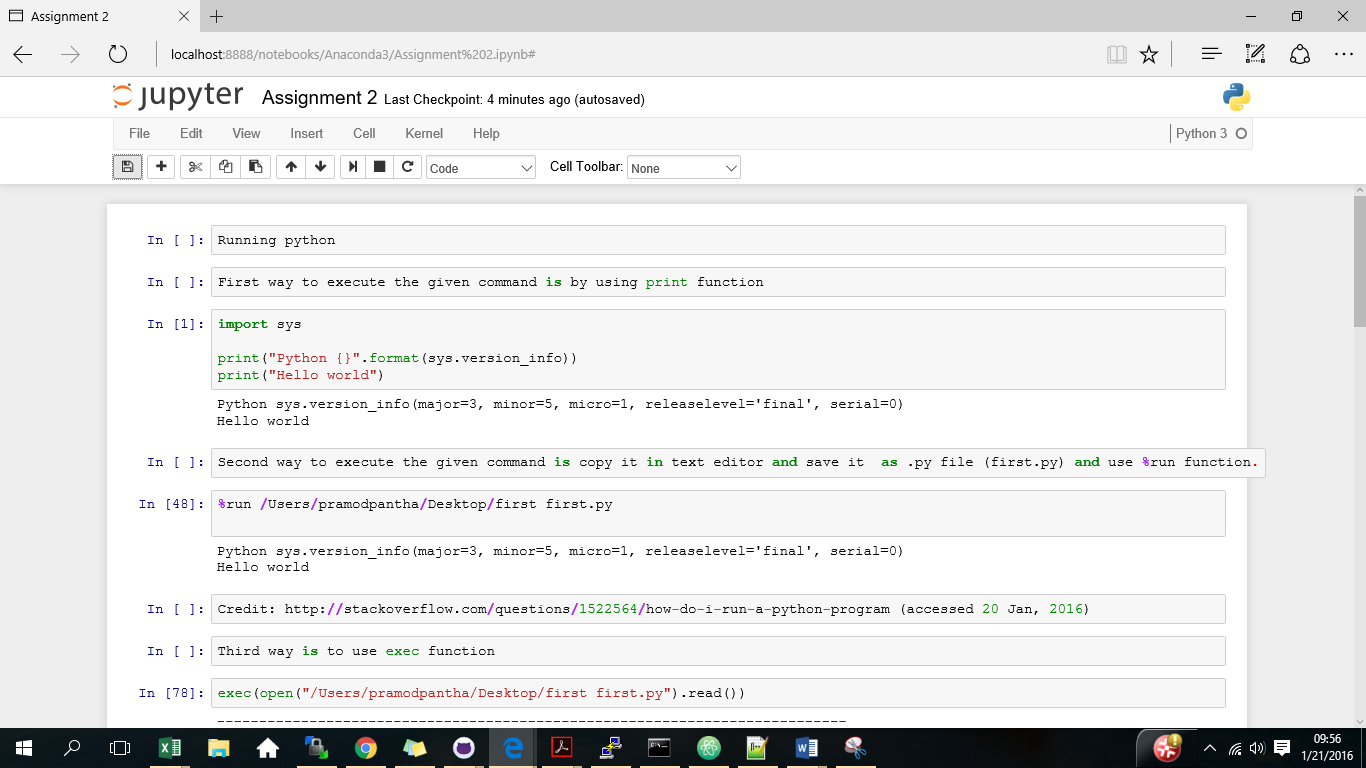 Assignment 2
localhost:8888/notebooks/Anaconda3/Assignment%202.ipynb#
jupyter Assignment 2 Last Checkpoint: 4 minutes ago (autosaved)
File Edit View Insert Cell Kernel Help Python 3
Code Cell Toolbar: None
In [ ]: Running python
In [ ]: First way to execute the given command is by using print function
In [1]: import sys
print("Python {}".format(sys.version_info))
print("Hello world")
Python sys.version_info(major=3, minor=5, micro=1, releaselevel='final', serial=0)
Hello world
In [ ]: Second way to execute the given command is copy it in text editor and save it  as .py file (first.py) and use %run function.
In [48]: %run /Users/pramodpantha/Desktop/first first.py
Python sys.version_info(major=3, minor=5, micro=1, releaselevel='final', serial=0)
Hello world
In [ ]: Credit: http://stackoverflow.com/questions/1522564/how-do-i-run-a-python-program (accessed 20 Jan, 2016)
In [ ]: Third way is to use exec function
In [78]: exec(open("/Users/pramodpantha/Desktop/first first.py").read())
---------------------------------------------------------------------------
09:56
1/21/2016